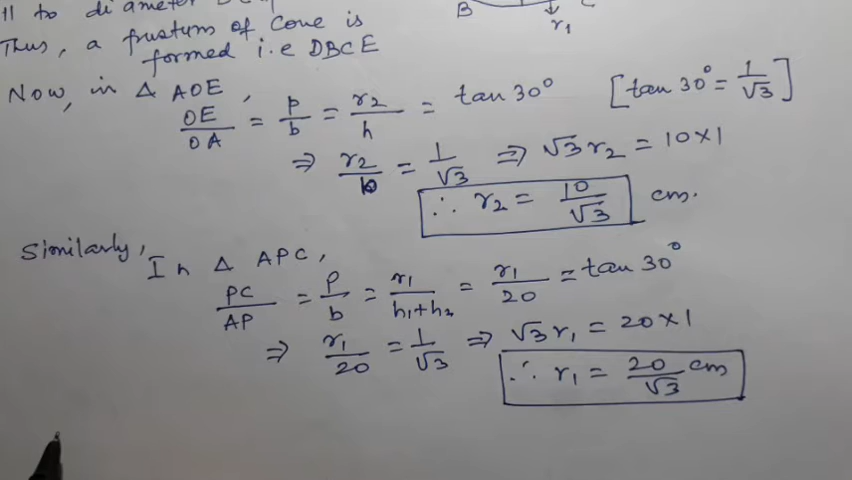 11 to diameter
B
r₁
Thus, a frustum of Cone is
formed i.e DBCE
Now, in Δ AOE,
OE/OA = p/b = r₂/h = tan 30° [tan 30° = 1/√3]
⇒ r₂/10 = 1/√3 ⇒ √3 r₂ = 10×1
∴ r₂ = 10/√3 cm.
Similarly, In Δ APC,
PC/AP = p/b = r₁/h₁+h₂ = r₁/20 = tan 30°
⇒ r₁/20 = 1/√3 ⇒ √3 r₁ = 20×1
∴ r₁ = 20/√3 cm